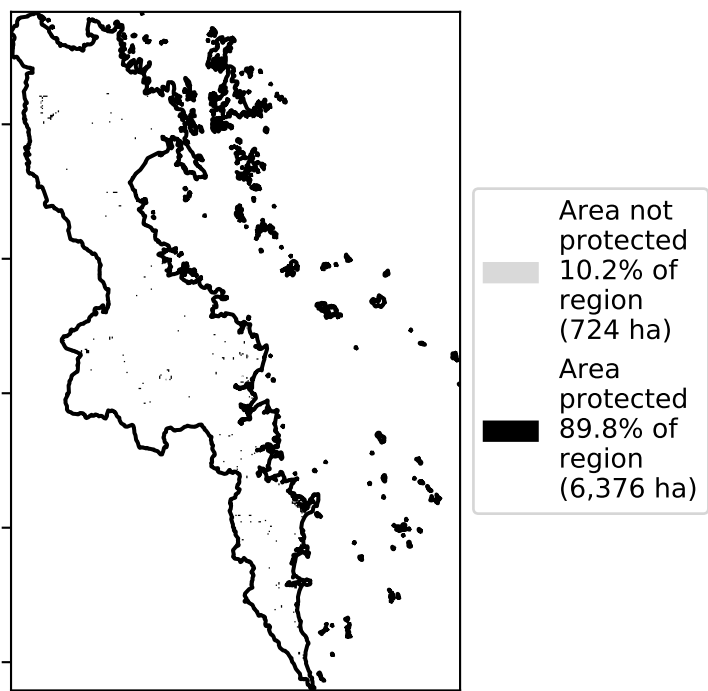 Area not
protected
10.2% of
region
(724 ha)
Area
protected
89.8% of
region
(6,376 ha)